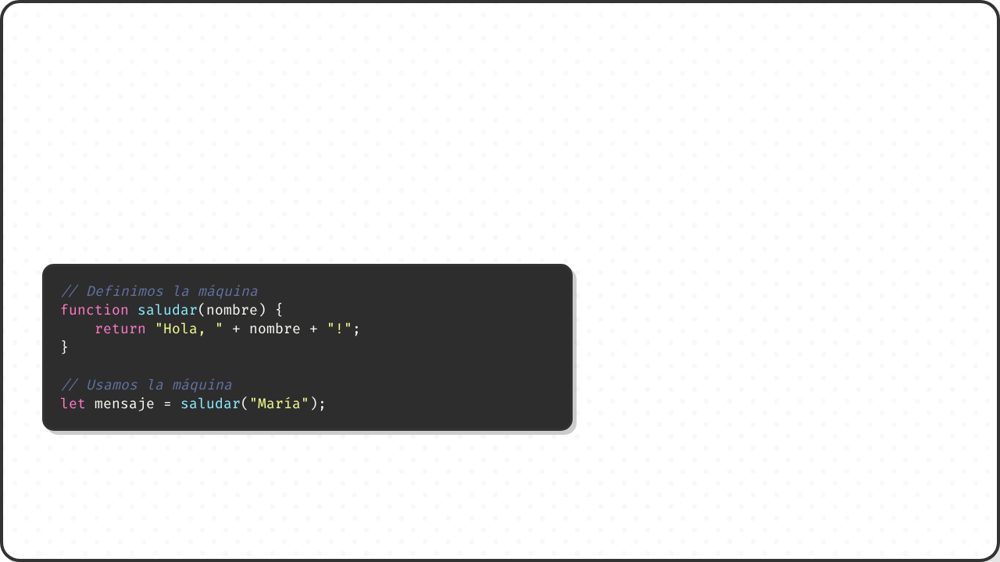 // Definimos la máquina
function saludar(nombre) {
    return "Hola, " + nombre + "!";
}

// Usamos la máquina
let mensaje = saludar("María");